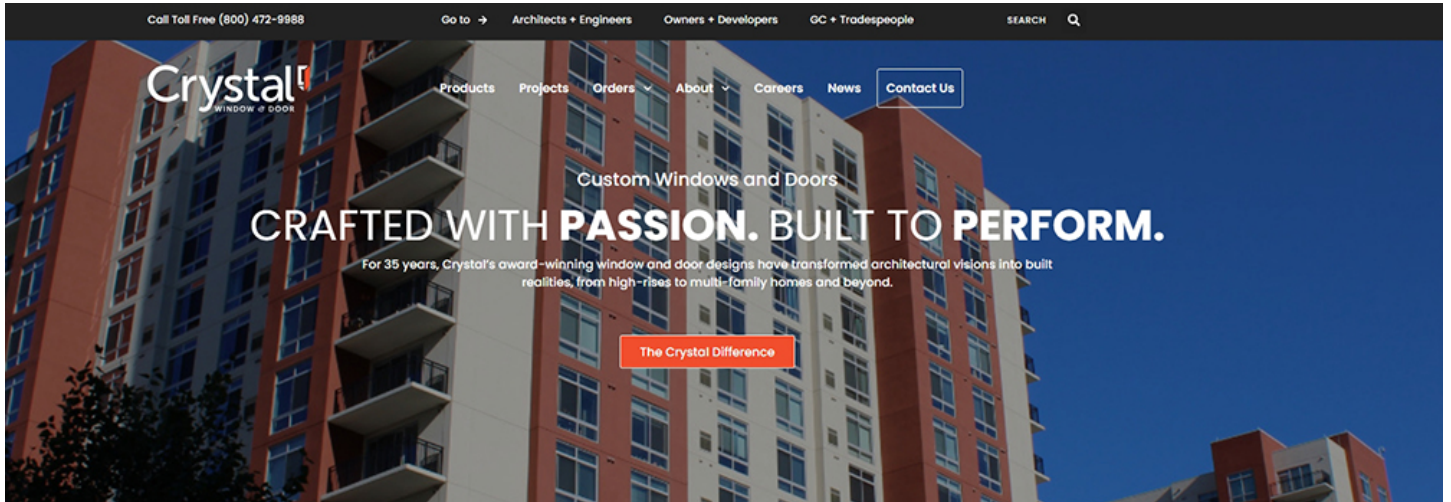 Call Toll Free (800) 472-9988
Go to → Architects + Engineers Owners + Developers GC + Tradespeople
SEARCH
Crystal
WINDOW & DOOR
Products Projects Orders About Careers News Contact Us
Custom Windows and Doors
CRAFTED WITH PASSION. BUILT TO PERFORM.
For 35 years, Crystal's award-winning window and door designs have transformed architectural visions into built
realities, from high-rises to multi-family homes and beyond.
The Crystal Difference